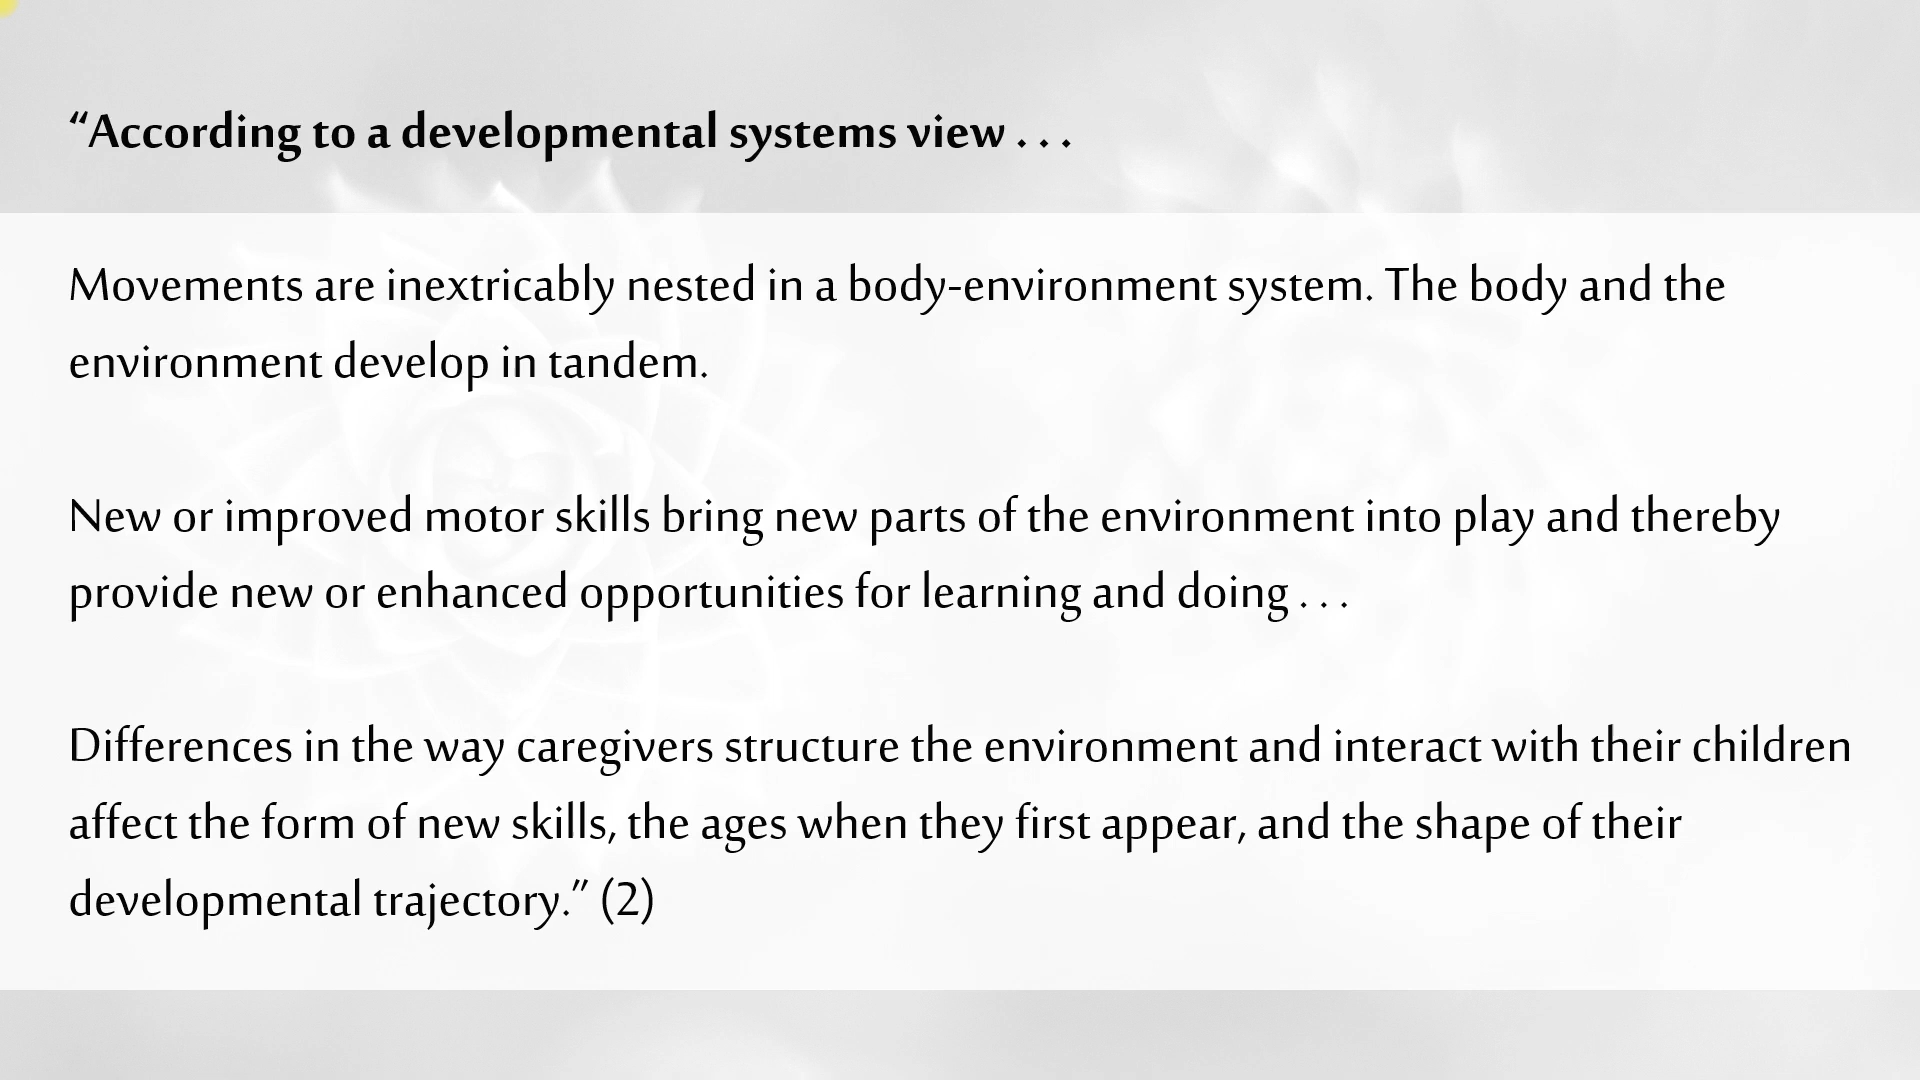 “According to a developmental systems view . . .
Movements are inextricably nested in a body-environment system. The body and the
environment develop in tandem.
New or improved motor skills bring new parts of the environment into play and thereby
provide new or enhanced opportunities for learning and doing . . .
Differences in the way caregivers structure the environment and interact with their children
affect the form of new skills, the ages when they first appear, and the shape of their
developmental trajectory.” (2)